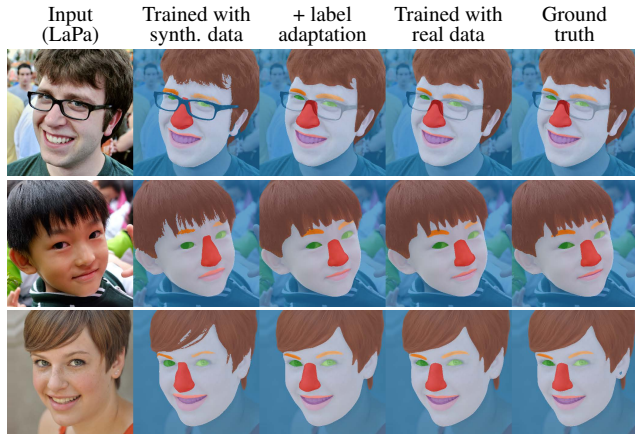 Input Trained with + label Trained with Ground
(LaPa) synth. data adaptation real data truth